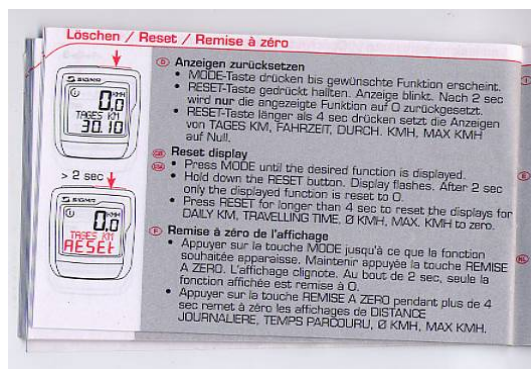 Löschen / Reset / Remise à zéro
SIGMA
KMH
0.0
TAGES KM
30.10
> 2 sec
SIGMA
KMH
0.0
TAGES KM
RESEt
D Anzeigen zurücksetzen
• MODE-Taste drücken bis gewünschte Funktion erscheint.
• RESET-Taste gedrückt hallten. Anzeige blinkt. Nach 2 sec
wird nur die angezeigte Funktion auf 0 zurückgesetzt.
• RESET-Taste länger als 4 sec drücken setzt die Anzeigen
von TAGES KM, FAHRZEIT, DURCH. KMH, MAX KMH
auf Null.
GB Reset display
USA • Press MODE until the desired function is displayed.
• Hold down the RESET button. Display flashes. After 2 sec
only the displayed function is reset to 0.
• Press RESET for longer than 4 sec to reset the displays for
DAILY KM, TRAVELLING TIME, Ø KMH, MAX. KMH to zero.
F Remise à zéro de l'affichage
• Appuyer sur la touche MODE jusqu'à ce que la fonction
souhaitée apparaisse. Maintenir appuyée la touche REMISE
A ZERO. L'affichage clignote. Au bout de 2 sec, seule la
fonction affichée est remise à 0.
• Appuyer sur la touche REMISE A ZERO pendant plus de 4
sec remet à zéro les affichages de DISTANCE
JOURNALIERE, TEMPS PARCOURU, Ø KMH, MAX KMH.
NL